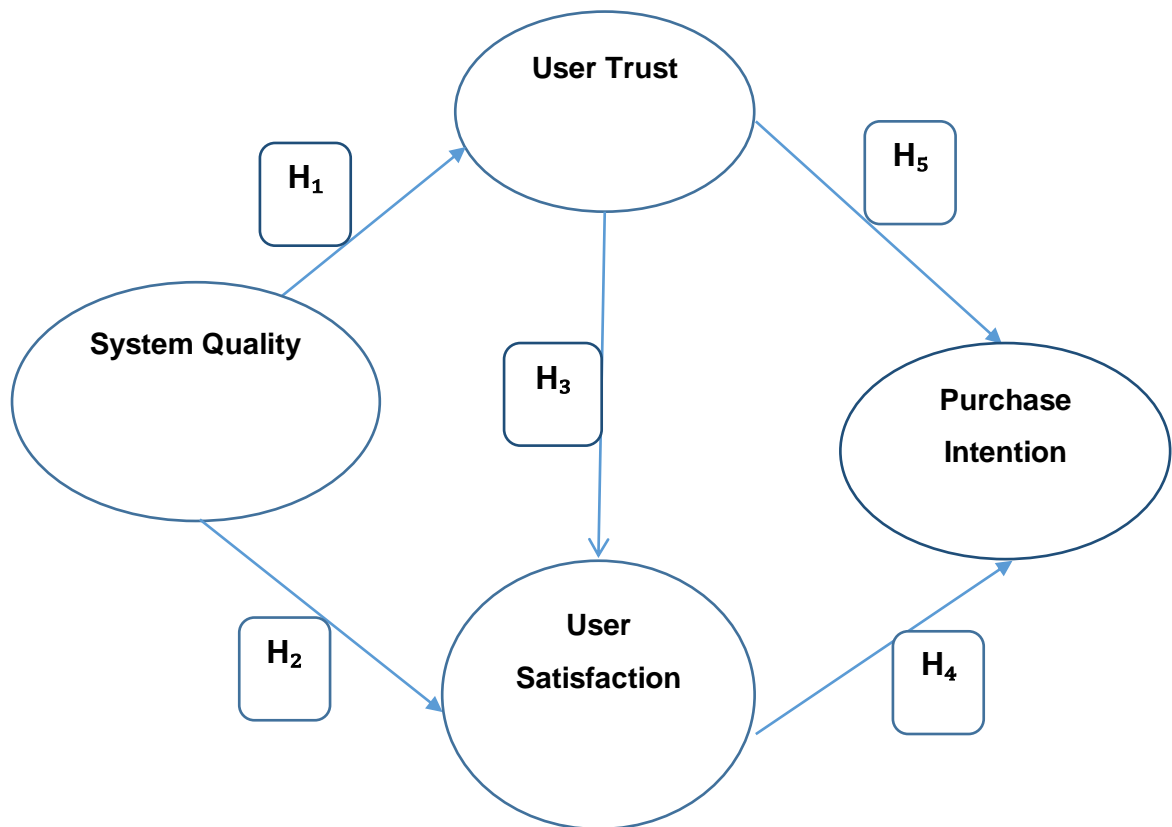 User Trust
H₁
H₅
System Quality
H₃
Purchase
Intention
H₂
User
Satisfaction
H₄